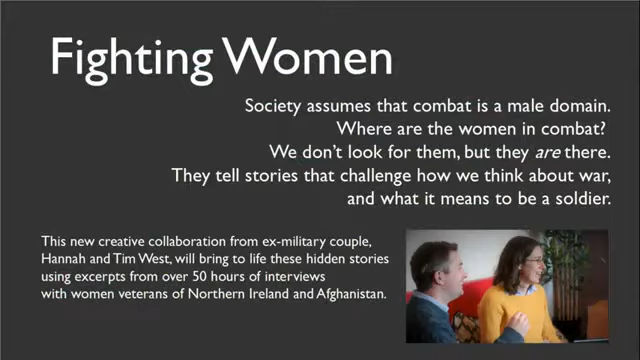 Fighting Women
Society assumes that combat is a male domain.
Where are the women in combat?
We don't look for them, but they are there.
They tell stories that challenge how we think about war,
and what it means to be a soldier.
This new creative collaboration from ex-military couple,
Hannah and Tim West, will bring to life these hidden stories
using excerpts from over 50 hours of interviews
with women veterans of Northern Ireland and Afghanistan.